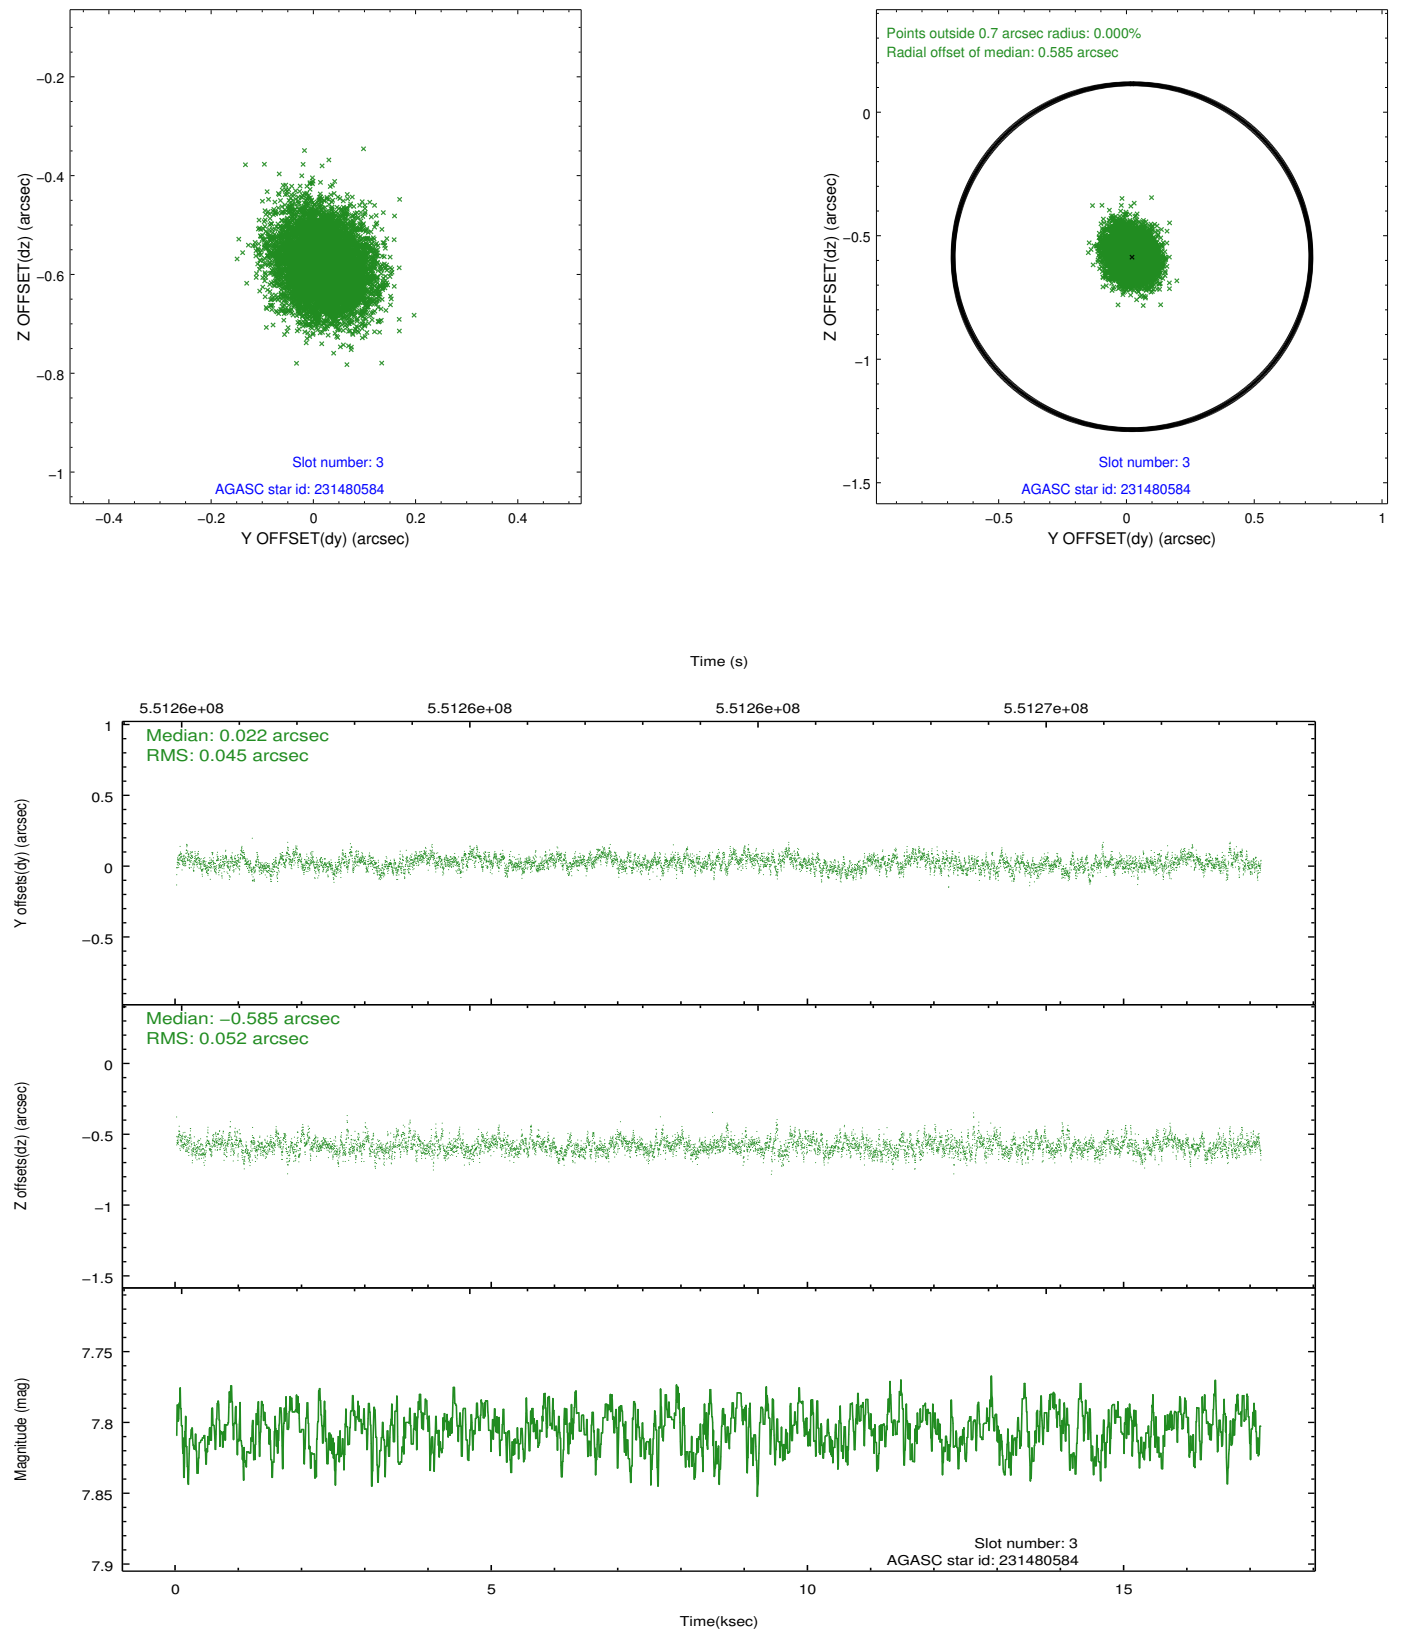 −0.2
−0.4
−0.6
−0.8
−1
Z OFFSET(dz) (arcsec)
Slot number: 3
AGASC star id: 231480584
−0.4
−0.2
0
0.2
0.4
Y OFFSET(dy) (arcsec)
Points outside 0.7 arcsec radius: 0.000%
Radial offset of median: 0.585 arcsec
0
−0.5
−1
−1.5
Z OFFSET(dz) (arcsec)
Slot number: 3
AGASC star id: 231480584
−0.5
0
0.5
1
Y OFFSET(dy) (arcsec)
Time (s)
5.5126e+08
5.5126e+08
5.5126e+08
5.5127e+08
Median: 0.022 arcsec
RMS: 0.045 arcsec
1
0.5
0
−0.5
Y offsets(dy) (arcsec)
Median: −0.585 arcsec
RMS: 0.052 arcsec
0
−0.5
−1
−1.5
Z offsets(dz) (arcsec)
7.75
7.8
7.85
7.9
Magnitude (mag)
Slot number: 3
AGASC star id: 231480584
0
5
10
15
Time(ksec)